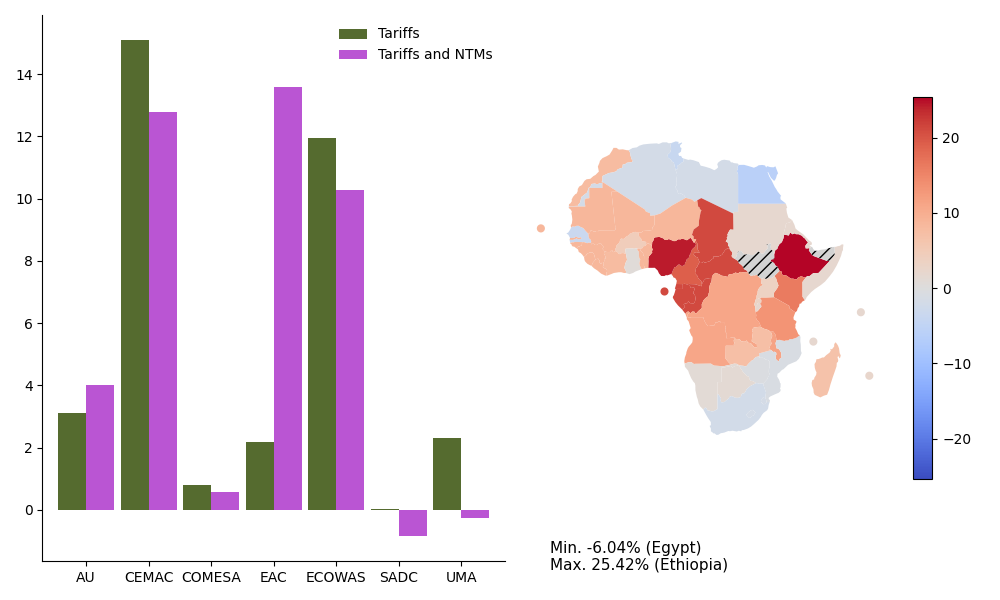 14
12
10
8
6
4
2
0
AU CEMAC COMESA EAC ECOWAS SADC UMA
Tariffs
Tariffs and NTMs
20
10
0
−10
−20
Min. -6.04% (Egypt)
Max. 25.42% (Ethiopia)